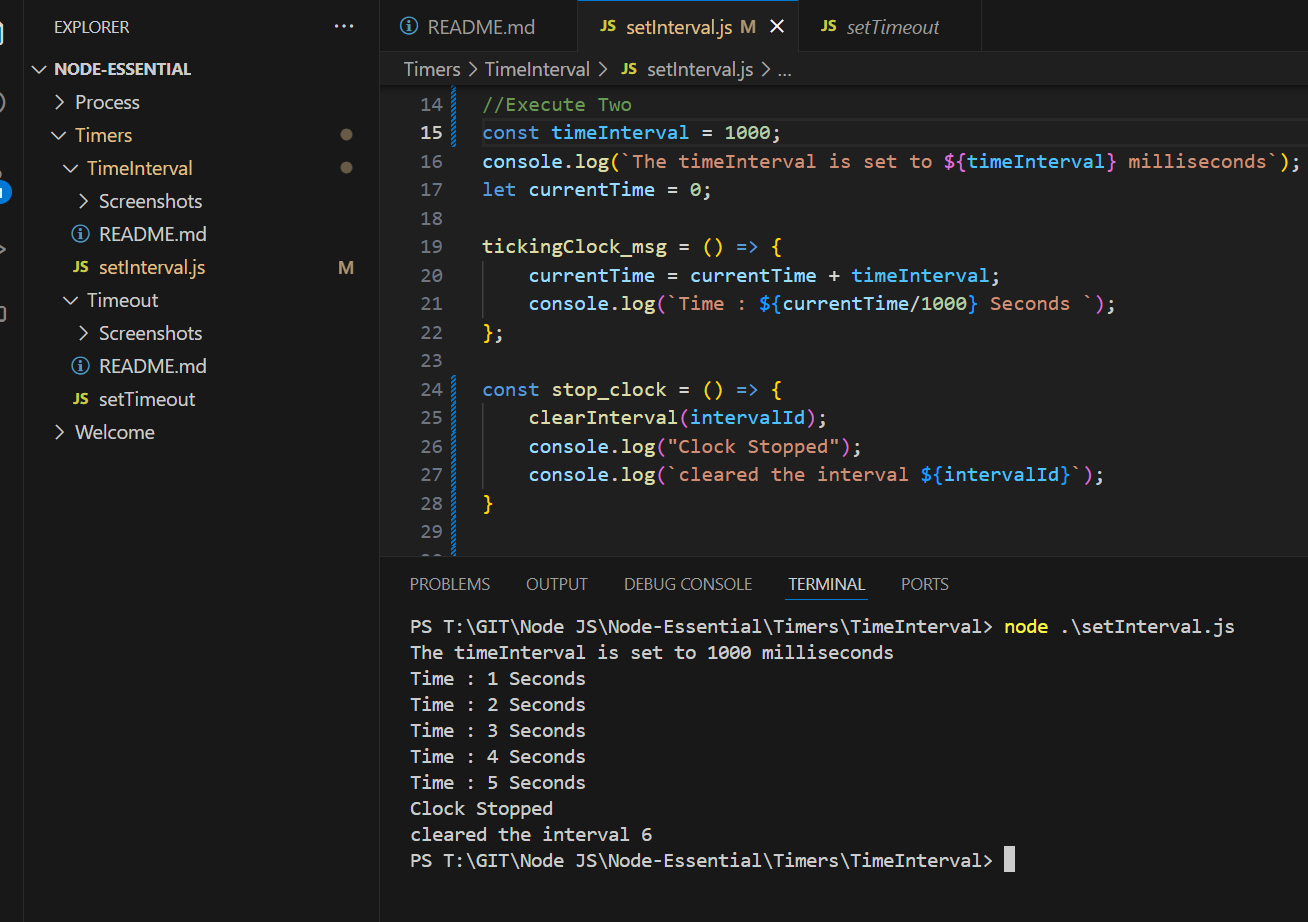 EXPLORER
NODE-ESSENTIAL
Process
Timers
TimeInterval
Screenshots
README.md
JS setInterval.js M
Timeout
Screenshots
README.md
JS setTimeout
Welcome
README.md JS setInterval.js M JS setTimeout
Timers > TimeInterval > JS setInterval.js > ...
14 //Execute Two
15 const timeInterval = 1000;
16 console.log(`The timeInterval is set to ${timeInterval} milliseconds`);
17 let currentTime = 0;
18
19 tickingClock_msg = () => {
20 currentTime = currentTime + timeInterval;
21 console.log(`Time : ${currentTime/1000} Seconds `);
22 };
23
24 const stop_clock = () => {
25 clearInterval(intervalId);
26 console.log("Clock Stopped");
27 console.log(`cleared the interval ${intervalId}`);
28 }
29
PROBLEMS OUTPUT DEBUG CONSOLE TERMINAL PORTS
PS T:\GIT\Node JS\Node-Essential\Timers\TimeInterval> node .\setInterval.js
The timeInterval is set to 1000 milliseconds
Time : 1 Seconds
Time : 2 Seconds
Time : 3 Seconds
Time : 4 Seconds
Time : 5 Seconds
Clock Stopped
cleared the interval 6
PS T:\GIT\Node JS\Node-Essential\Timers\TimeInterval>